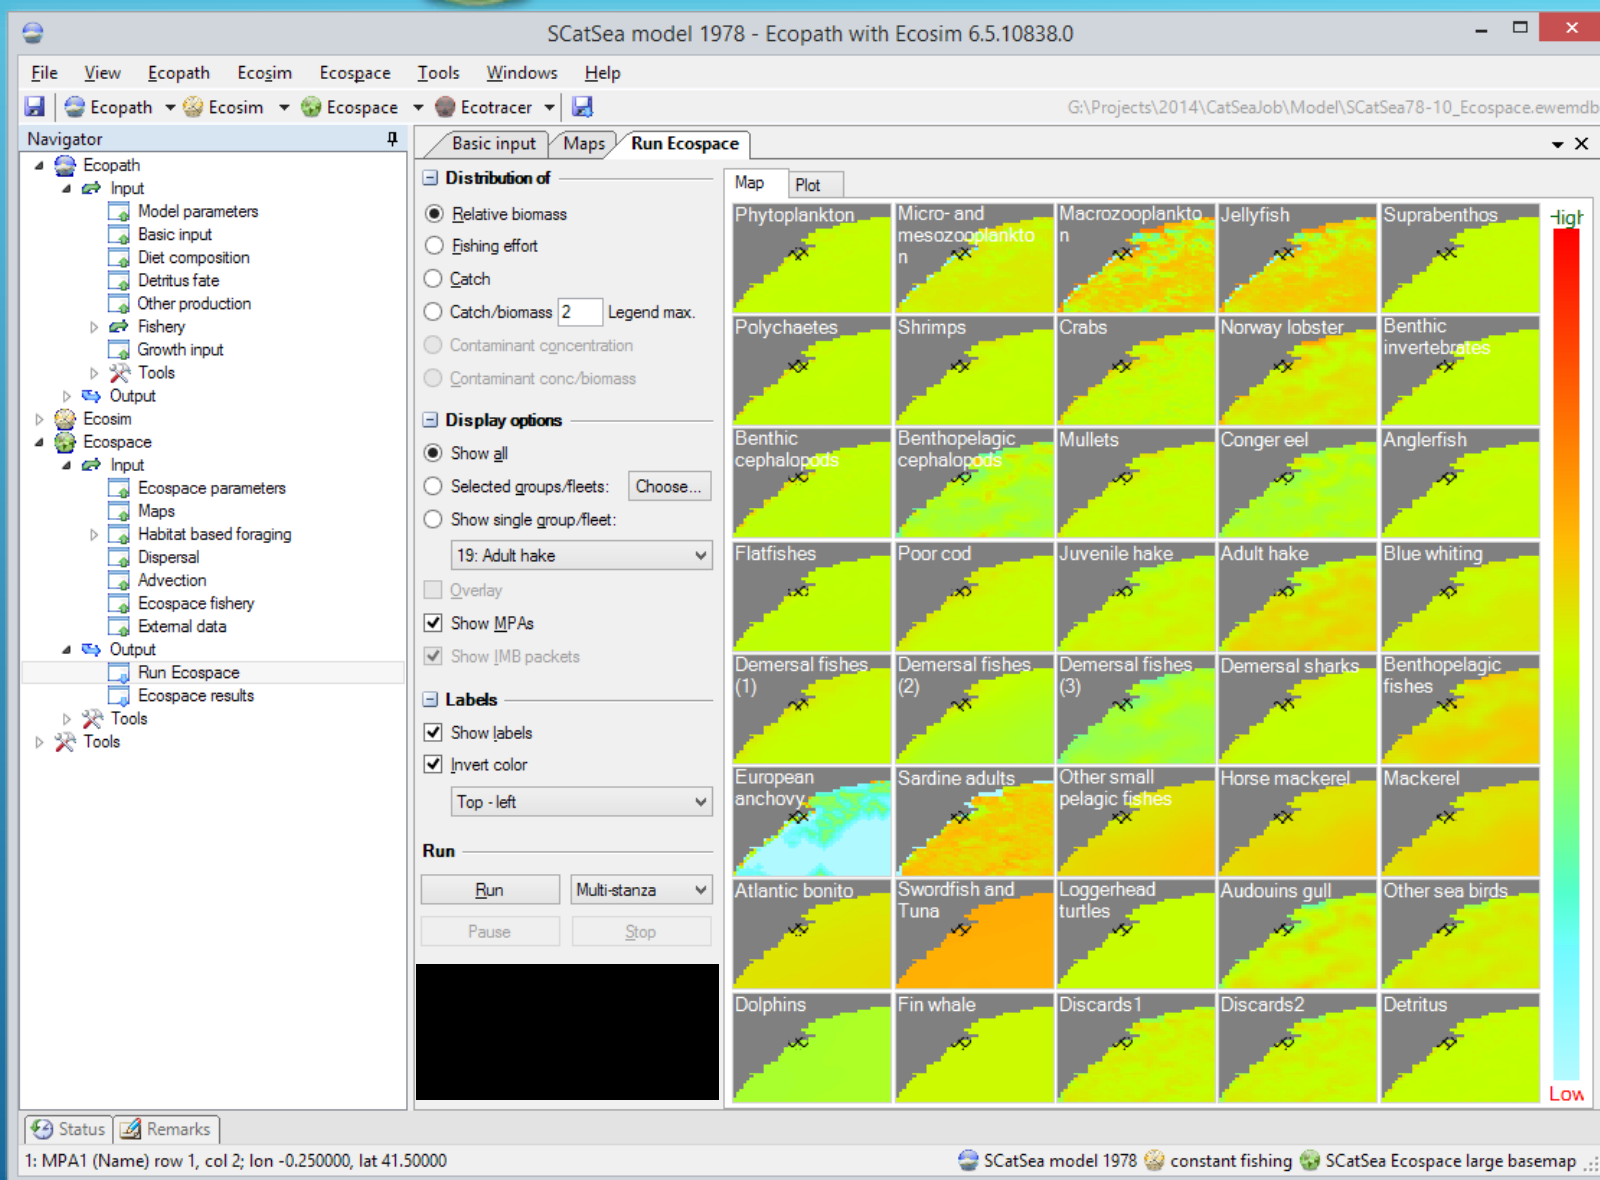 SCatSea model 1978 - Ecopath with Ecosim 6.5.10838.0
File View Ecopath Ecosim Ecospace Tools Windows Help
Ecopath Ecosim Ecospace Ecotracer G:\Projects\2014\CatSeaJob\Model\SCatSea78-10_Ecospace.ewemdb
Navigator
Ecopath
Input
Model parameters
Basic input
Diet composition
Detritus fate
Other production
Fishery
Growth input
Tools
Output
Ecosim
Ecospace
Input
Ecospace parameters
Maps
Habitat based foraging
Dispersal
Advection
Ecospace fishery
External data
Output
Run Ecospace
Ecospace results
Tools
Tools
Basic input Maps Run Ecospace
Distribution of
Relative biomass
Fishing effort
Catch
Catch/biomass 2 Legend max.
Contaminant concentration
Contaminant conc/biomass
Display options
Show all
Selected groups/fleets: Choose...
Show single group/fleet:
19: Adult hake
Overlay
Show MPAs
Show IMB packets
Labels
Show labels
Invert color
Top - left
Run
Run Multi-stanza
Pause Stop
Map Plot
Phytoplankton
Micro- and
mesozooplankto
n
Macrozooplankto
n
Jellyfish
Suprabenthos
High
Polychaetes
Shrimps
Crabs
Norway lobster
Benthic
invertebrates
Benthic
cephalopods
Benthopelagic
cephalopods
Mullets
Conger eel
Anglerfish
Flatfishes
Poor cod
Juvenile hake
Adult hake
Blue whiting
Demersal fishes
(1)
Demersal fishes
(2)
Demersal fishes
(3)
Demersal sharks
Benthopelagic
fishes
European
anchovy
Sardine adults
Other small
pelagic fishes
Horse mackerel
Mackerel
Atlantic bonito
Swordfish and
Tuna
Loggerhead
turtles
Audouins gull
Other sea birds
Dolphins
Fin whale
Discards1
Discards2
Detritus
Low
Status Remarks
1: MPA1 (Name) row 1, col 2; lon -0.250000, lat 41.50000
SCatSea model 1978 constant fishing SCatSea Ecospace large basemap